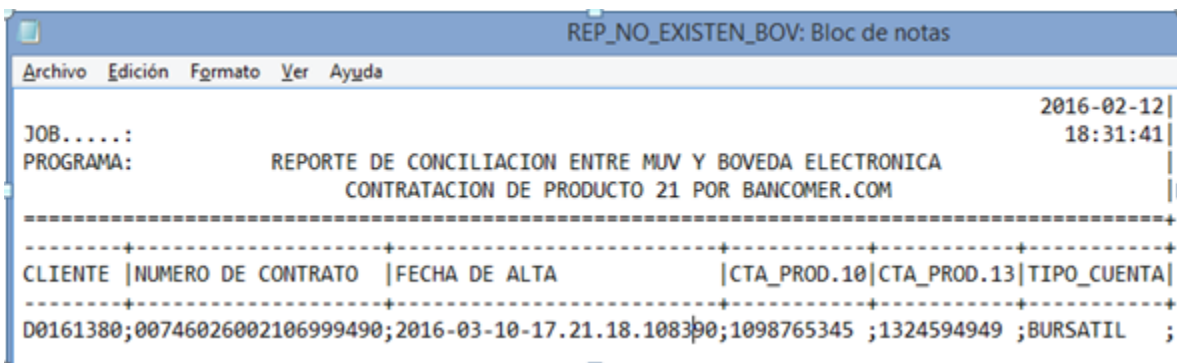 REP_NO_EXISTEN_BOV: Bloc de notas
Archivo Edición Formato Ver Ayuda
2016-02-12|
JOB.....: 18:31:41|
PROGRAMA: REPORTE DE CONCILIACION ENTRE MUV Y BOVEDA ELECTRONICA |
CONTRATACION DE PRODUCTO 21 POR BANCOMER.COM |
============================================================================================+
--------+--------------------+--------------------------+-----------+-----------+-----------+
CLIENTE |NUMERO DE CONTRATO |FECHA DE ALTA |CTA_PROD.10|CTA_PROD.13|TIPO_CUENTA|
--------+--------------------+--------------------------+-----------+-----------+-----------+
D0161380;00746026002106999490;2016-03-10-17.21.18.108390;1098765345 ;1324594949 ;BURSATIL ;